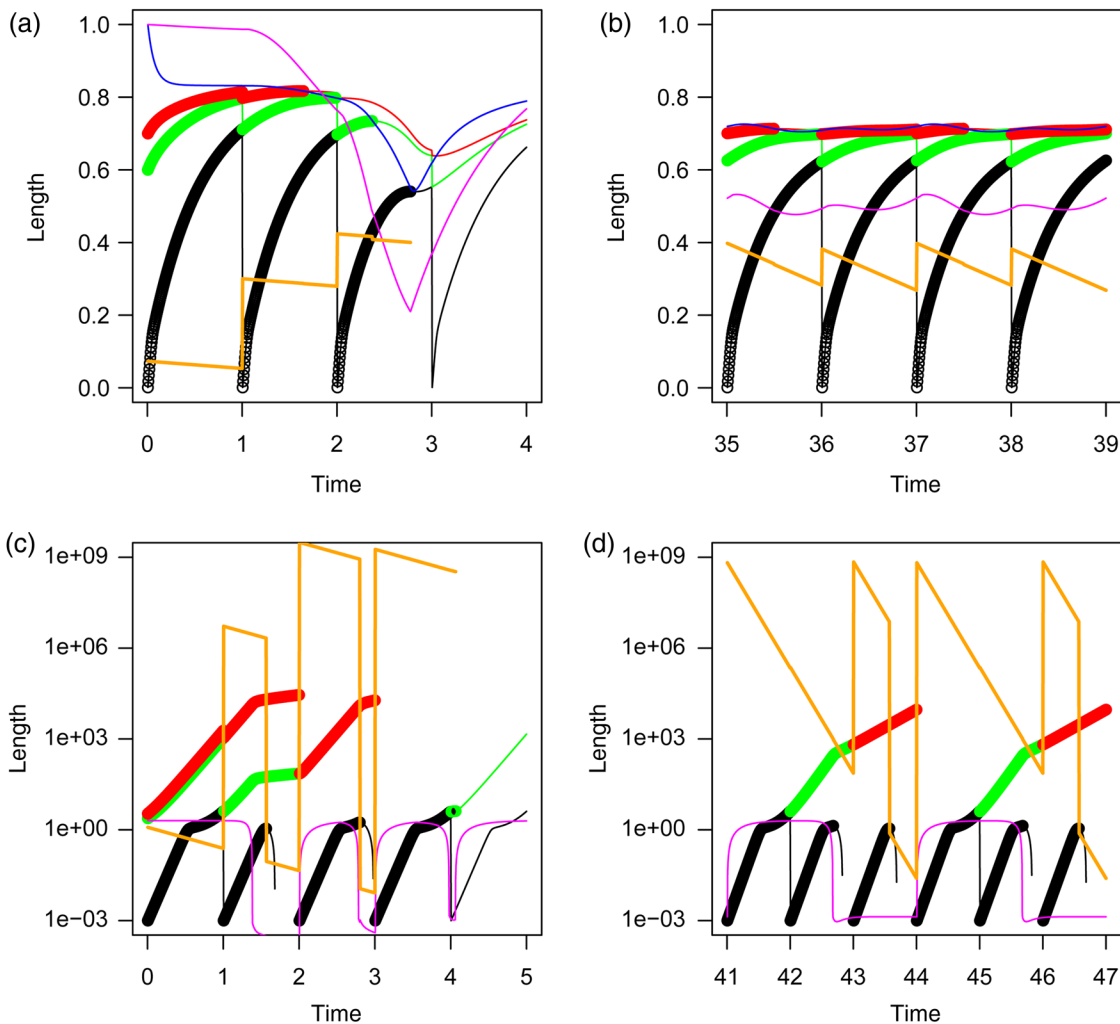 (a)
Length
1.0
0.8
0.6
0.4
0.2
0.0
0 1 2 3 4
Time
(b)
Length
1.0
0.8
0.6
0.4
0.2
0.0
35 36 37 38 39
Time
(c)
Length
1e+09
1e+06
1e+03
1e+00
1e−03
0 1 2 3 4 5
Time
(d)
Length
1e+09
1e+06
1e+03
1e+00
1e−03
41 42 43 44 45 46 47
Time